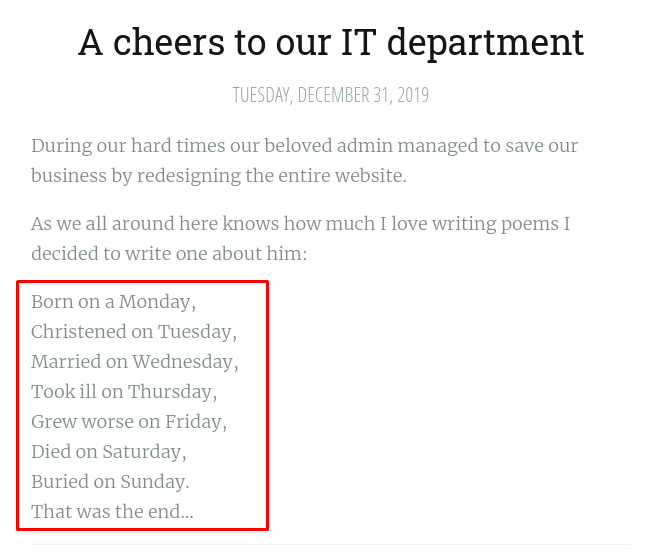 A cheers to our IT department
TUESDAY, DECEMBER 31, 2019
During our hard times our beloved admin managed to save our
business by redesigning the entire website.
As we all around here knows how much I love writing poems I
decided to write one about him:
Born on a Monday,
Christened on Tuesday,
Married on Wednesday,
Took ill on Thursday,
Grew worse on Friday,
Died on Saturday,
Buried on Sunday.
That was the end…